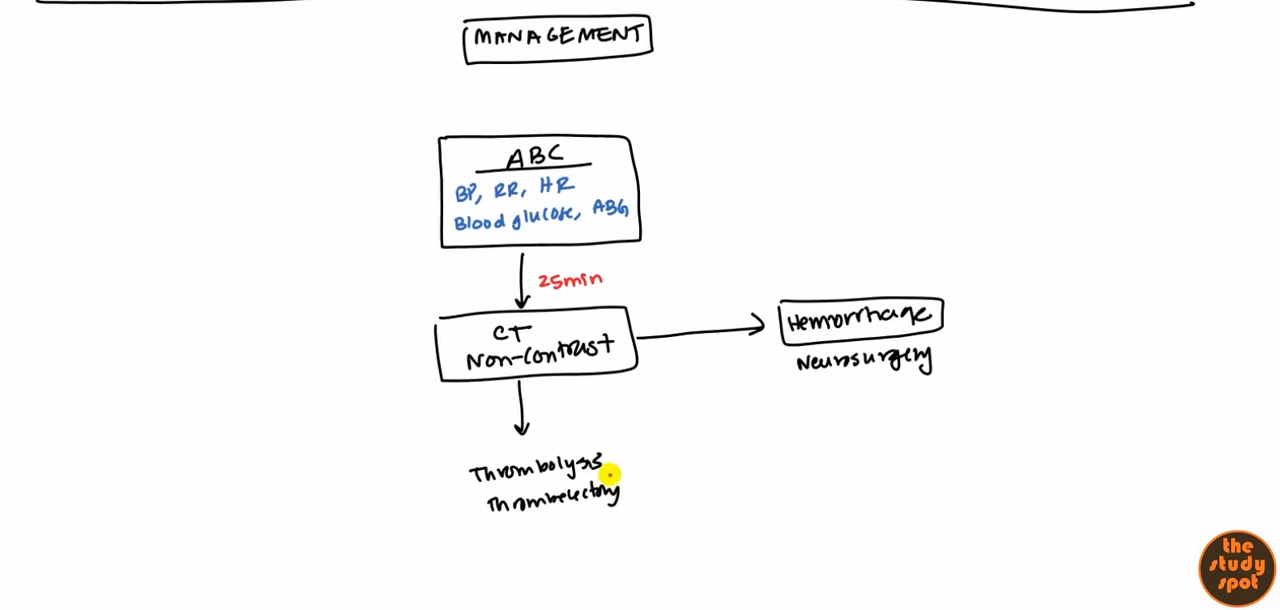 MANAGEMENT
ABC
BP, RR, HR
Blood glucose, ABG
25min
CT
Non-contrast
Hemorrhage
Neurosurgery
Thrombolysis
Thrombectomy
the
study
spot